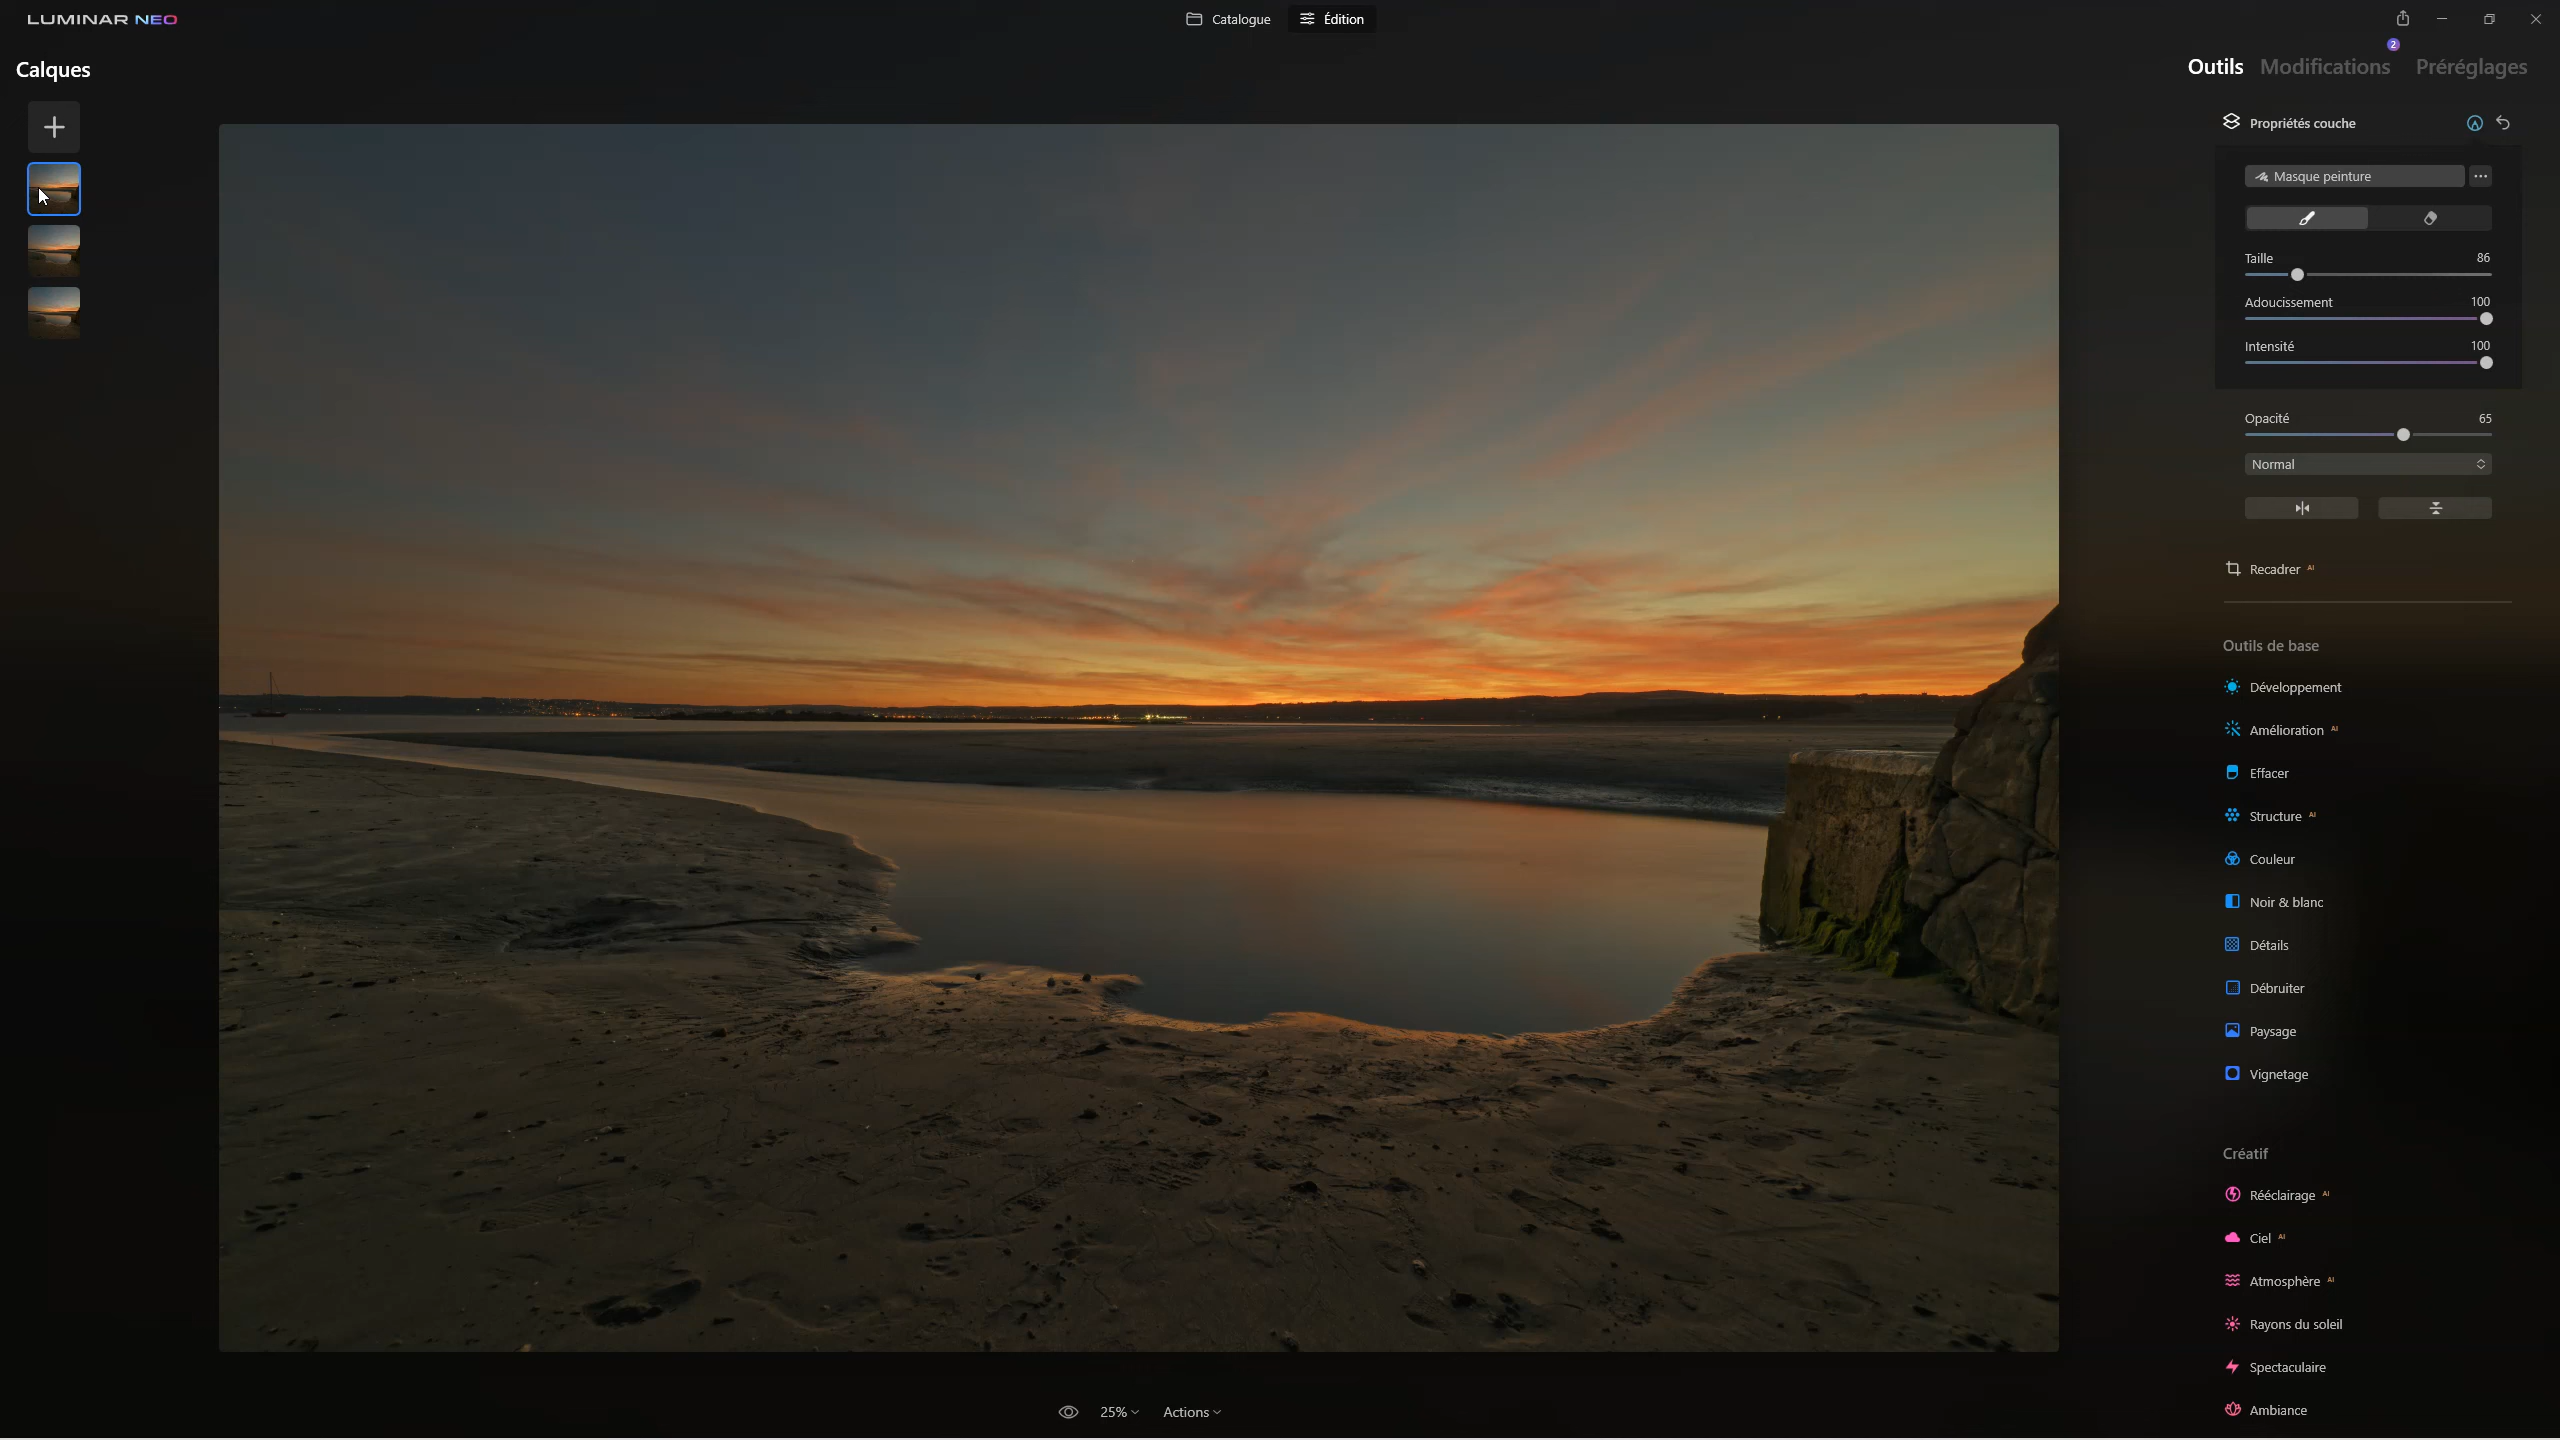 LUMINAR NEO
Catalogue
Édition
Calques
2
Outils
Modifications
Préréglages
Propriétés couche
Masque peinture
Taille 86
Adoucissement 100
Intensité 100
Opacité 65
Normal
Recadrer AI
Outils de base
Développement
Amélioration AI
Effacer
Structure AI
Couleur
Noir & blanc
Détails
Débruiter
Paysage
Vignetage
Créatif
Rééclairage AI
Ciel AI
Atmosphère AI
Rayons du soleil
Spectaculaire
Ambiance
25%
Actions